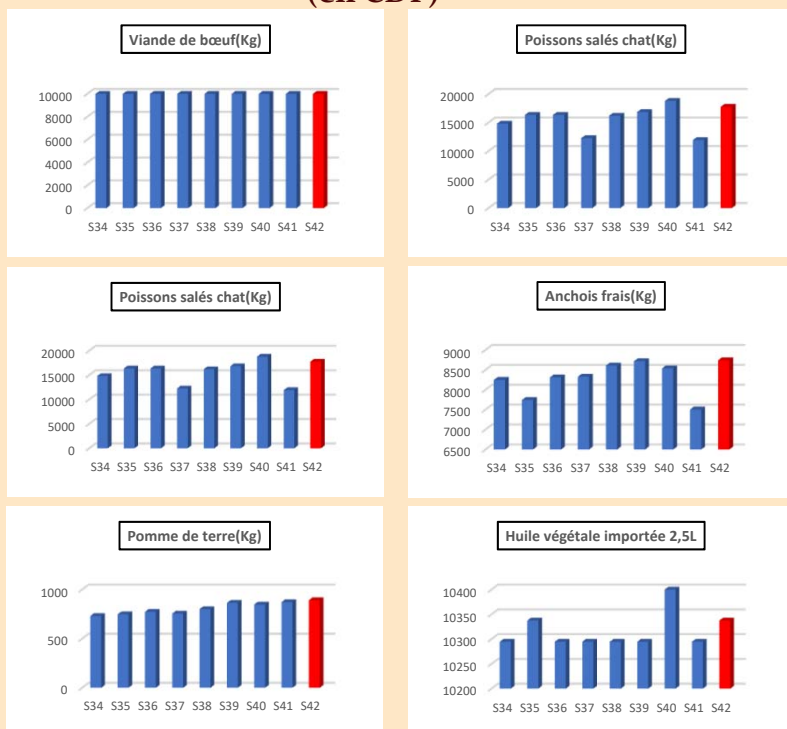 (en CDF)
Viande de bœuf(Kg)
10000
8000
6000
4000
2000
0
S34 S35 S36 S37 S38 S39 S40 S41 S42
Poissons salés chat(Kg)
20000
15000
10000
5000
0
S34 S35 S36 S37 S38 S39 S40 S41 S42
Poissons salés chat(Kg)
20000
15000
10000
5000
0
S34 S35 S36 S37 S38 S39 S40 S41 S42
Anchois frais(Kg)
9000
8500
8000
7500
7000
6500
S34 S35 S36 S37 S38 S39 S40 S41 S42
Pomme de terre(Kg)
1000
500
0
S34 S35 S36 S37 S38 S39 S40 S41 S42
Huile végétale importée 2,5L
10400
10350
10300
10250
10200
S34 S35 S36 S37 S38 S39 S40 S41 S42